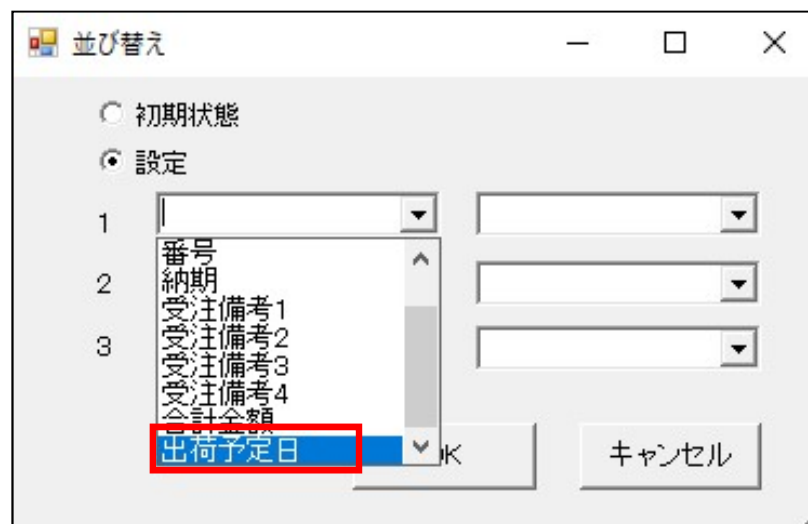 並び替え
初期状態
設定
1
番号
納期
受注備考1
受注備考2
受注備考3
受注備考4
合計金額
出荷予定日
2
3
OK
キャンセル